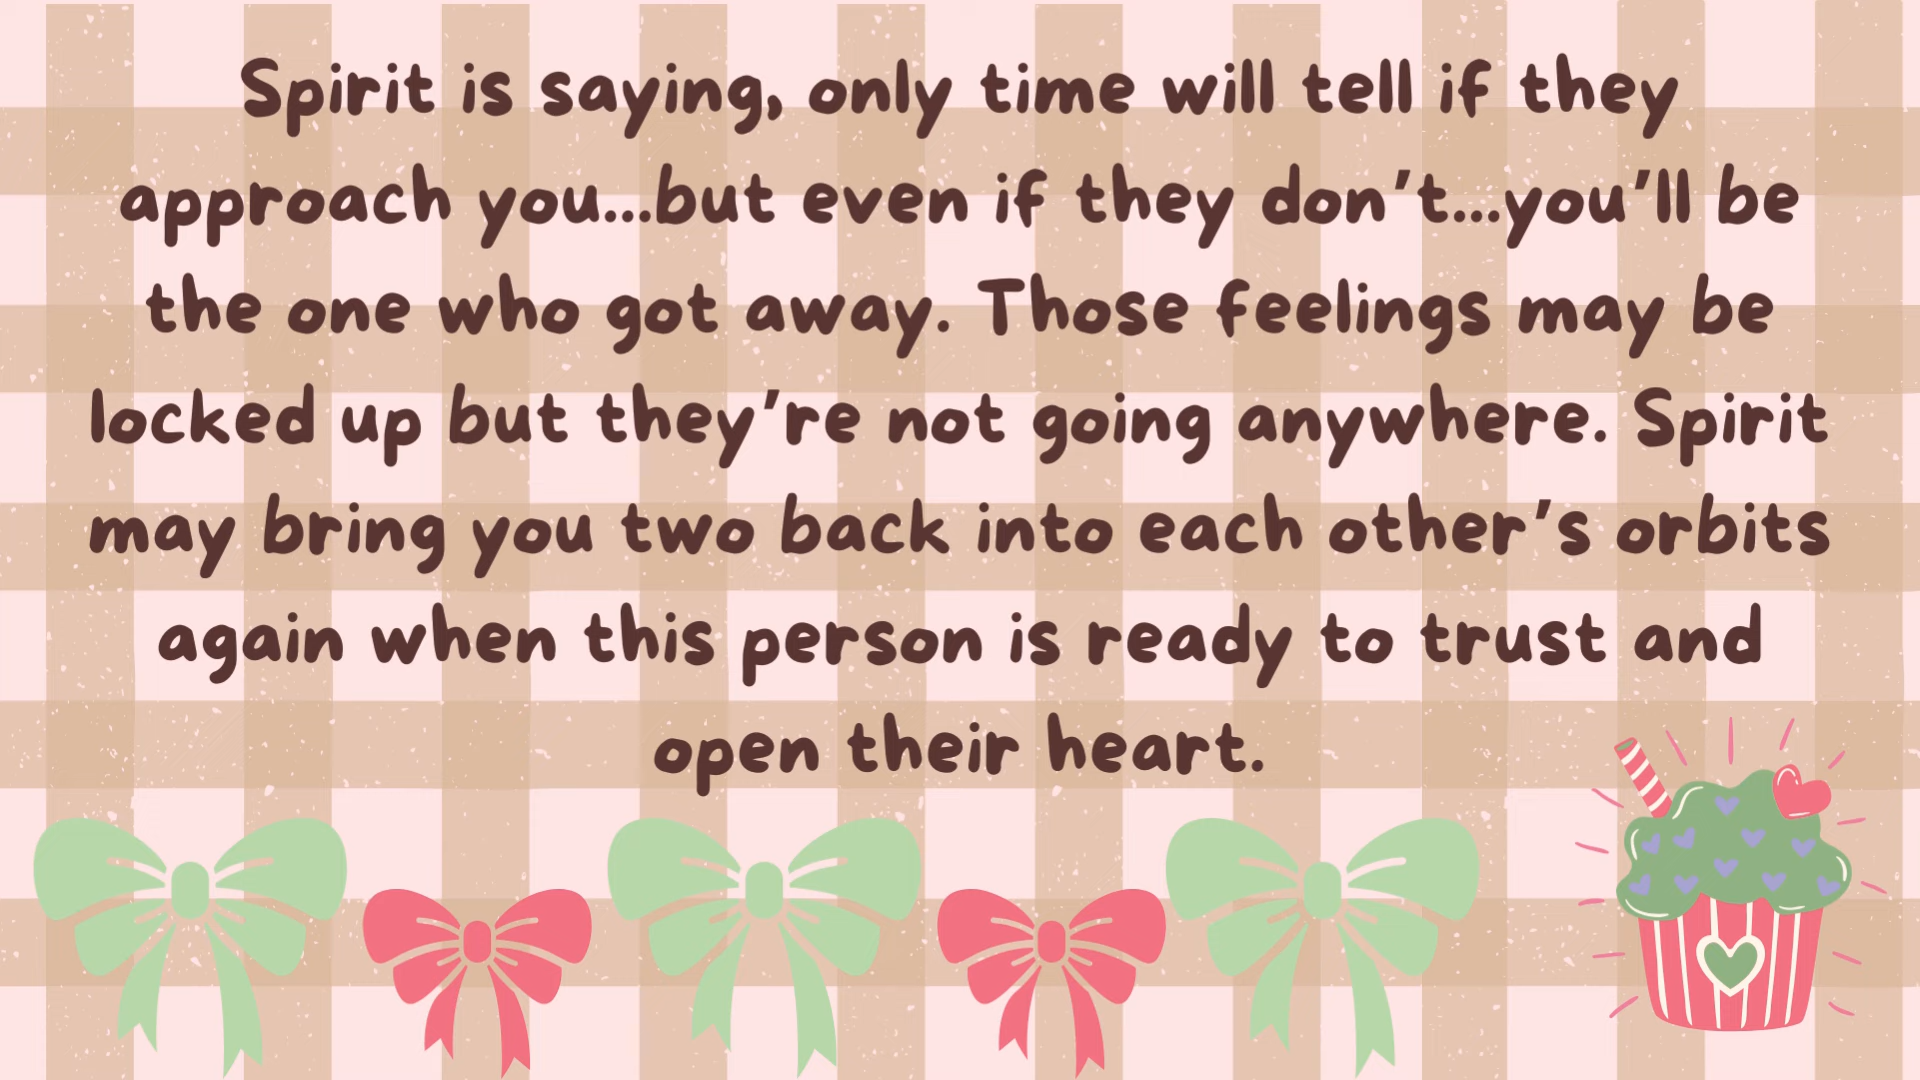 Spirit is saying, only time will tell if they
approach you...but even if they don't...you'll be
the one who got away. Those feelings may be
locked up but they're not going anywhere. Spirit
may bring you two back into each other's orbits
again when this person is ready to trust and
open their heart.